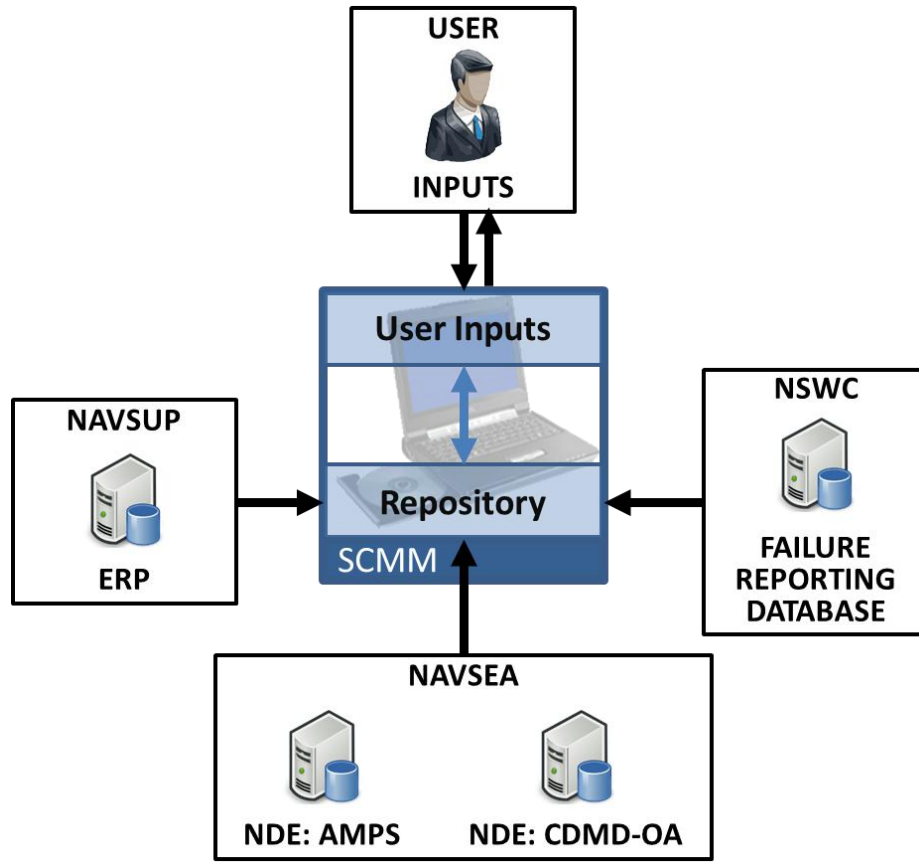 USER
INPUTS
User Inputs
Repository
SCMM
NAVSUP
ERP
NSWC
FAILURE
REPORTING
DATABASE
NAVSEA
NDE: AMPS
NDE: CDMD-OA